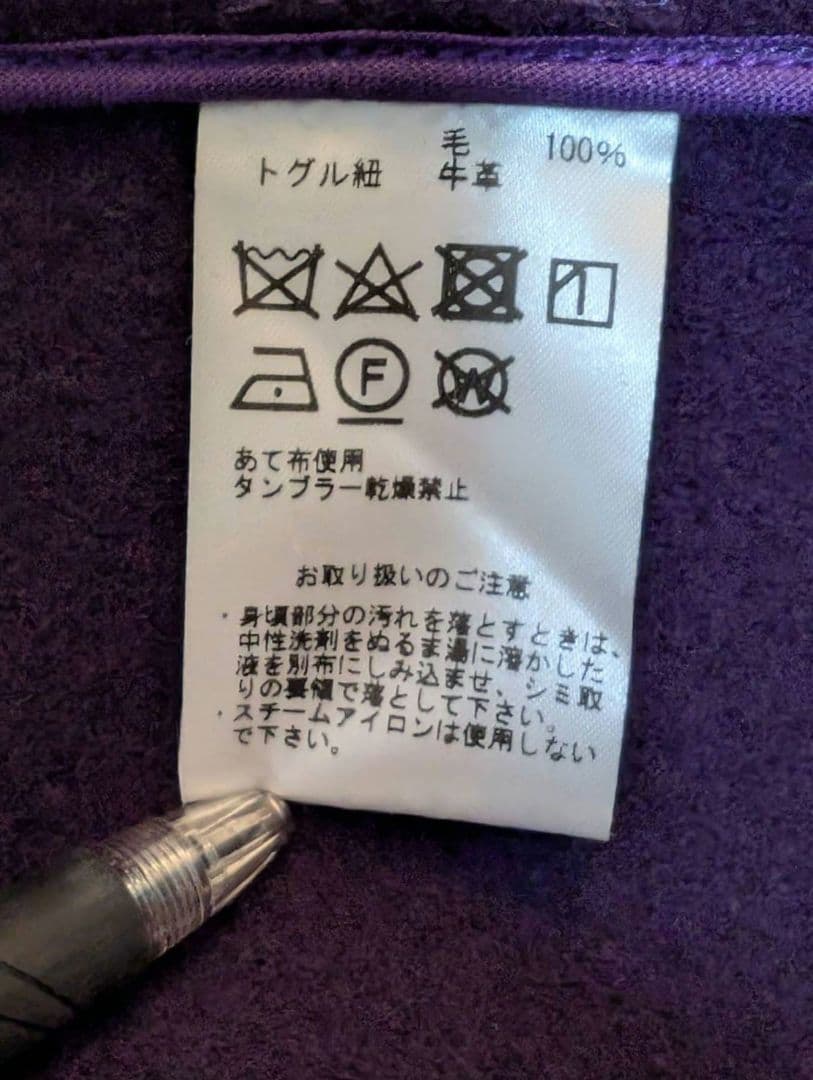 毛 100%
トグル紐 牛革
F W
あて布使用
タンブラー乾燥禁止
お取り扱いのご注意
・身頃部分の汚れを落とすときは、
中性洗剤をぬるま湯に溶かした
液を別布にしみ込ませ、シミ取
りの要領で落として下さい。
・スチームアイロンは使用しない
で下さい。